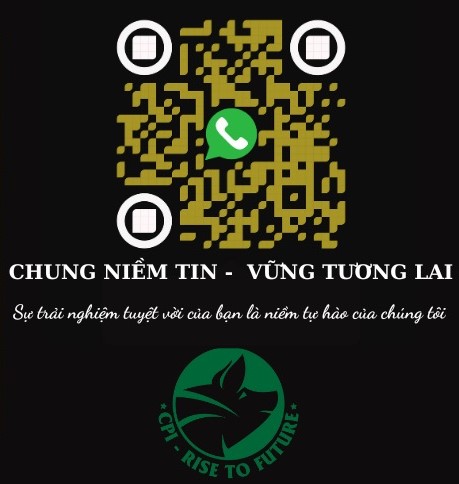 CHUNG NIỀM TIN - VỮNG TƯƠNG LAI
Sự trải nghiệm tuyệt vời của bạn là niềm tự hào của chúng tôi
★CPI - RISE TO FUTURE★